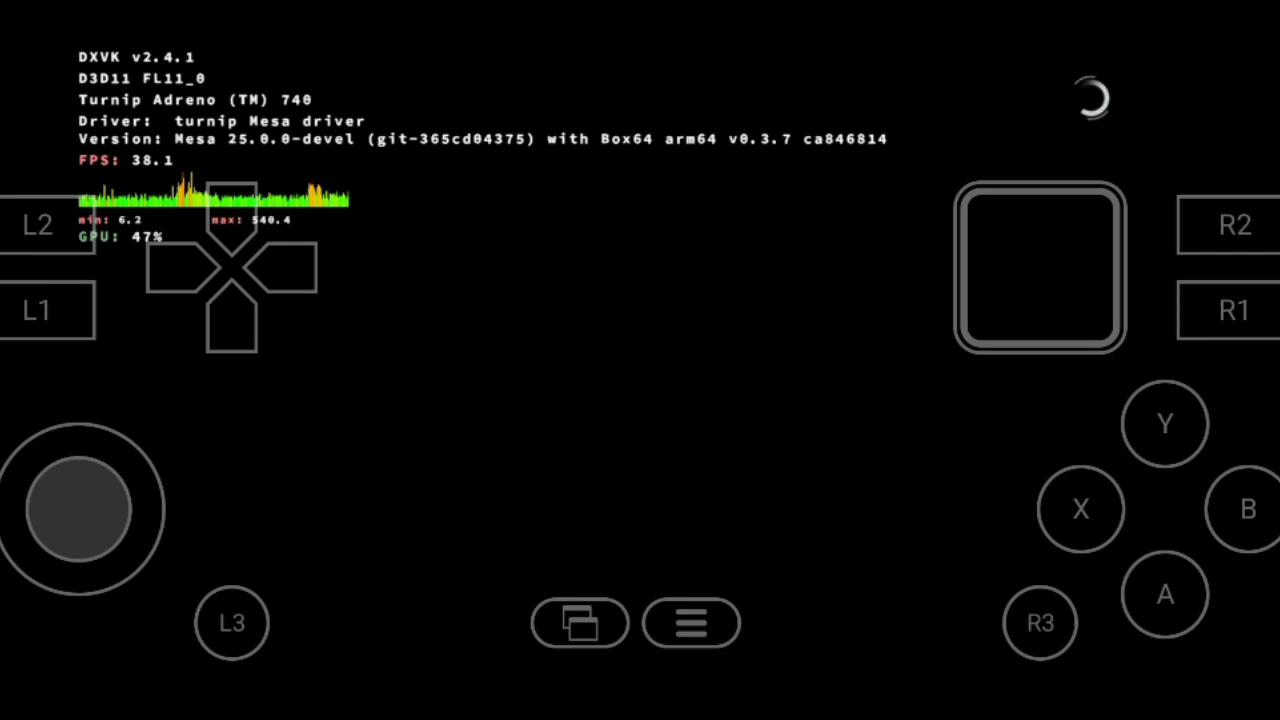 DXVK v2.4.1
D3D11 FL11_0
Turnip Adreno (TM) 740
Driver: turnip Mesa driver
Version: Mesa 25.0.0-devel (git-365cd04375) with Box64 arm64 v0.3.7 ca846814
FPS: 38.1
min: 6.2 max: 540.4
GPU: 47%
L2
R2
L1
R1
Y
X
B
A
L3
R3